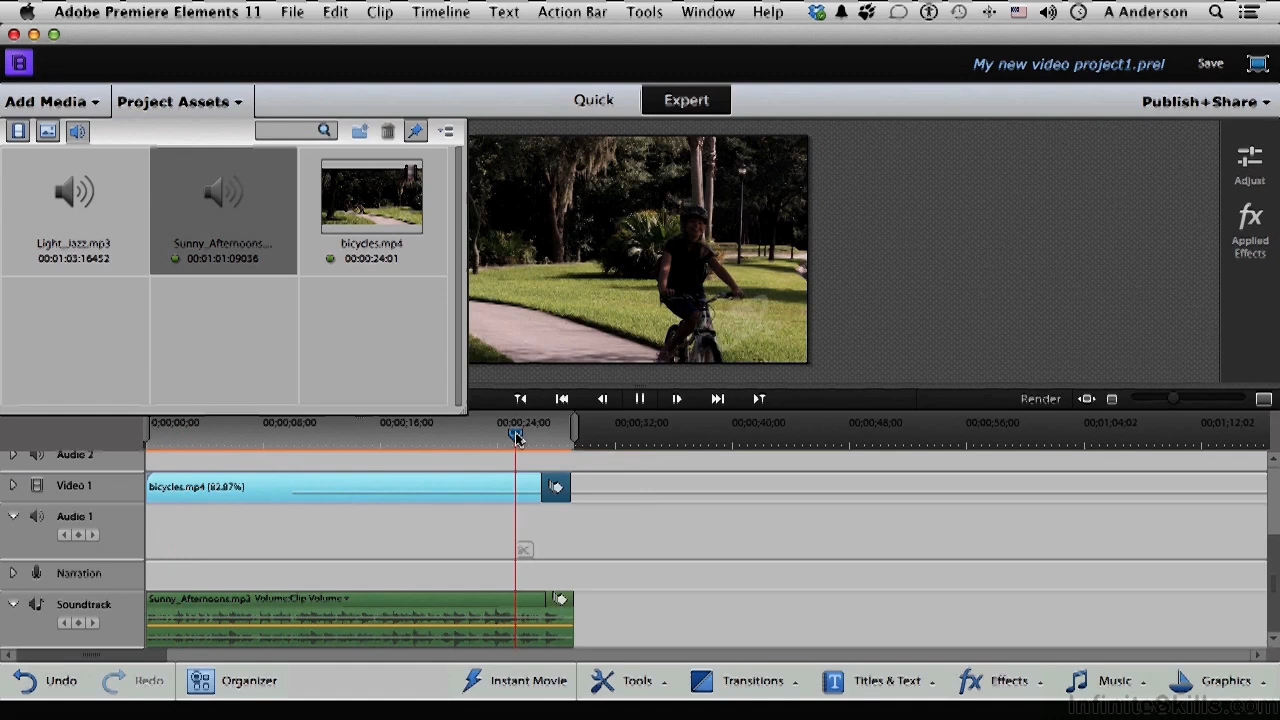 Adobe Premiere Elements 11 File Edit Clip Timeline Text Action Bar Tools Window Help A Anderson
My new video project1.prel Save
Add Media Project Assets Quick Expert Publish+Share
Adjust
fx
Applied Effects
Light_Jazz.mp3 Sunny_Afternoons.... bicycles.mp4
00:01:03:16452 00:01:01:09036 00:00:24:01
Render
0;00;00;00 00;00;08;00 00;00;16;00 00;00;24;00 00;00;32;00 00;00;40;00 00;00;48;00 00;00;56;00 00;01;04;02 00;01;12;02
Audio 2
Video 1 bicycles.mp4 [82.87%]
Audio 1
Narration
Soundtrack Sunny_Afternoons.mp3 Volume:Clip Volume
Undo Redo Organizer Instant Movie Tools Transitions T Titles & Text fx Effects Music Graphics
InfiniteSkills.com